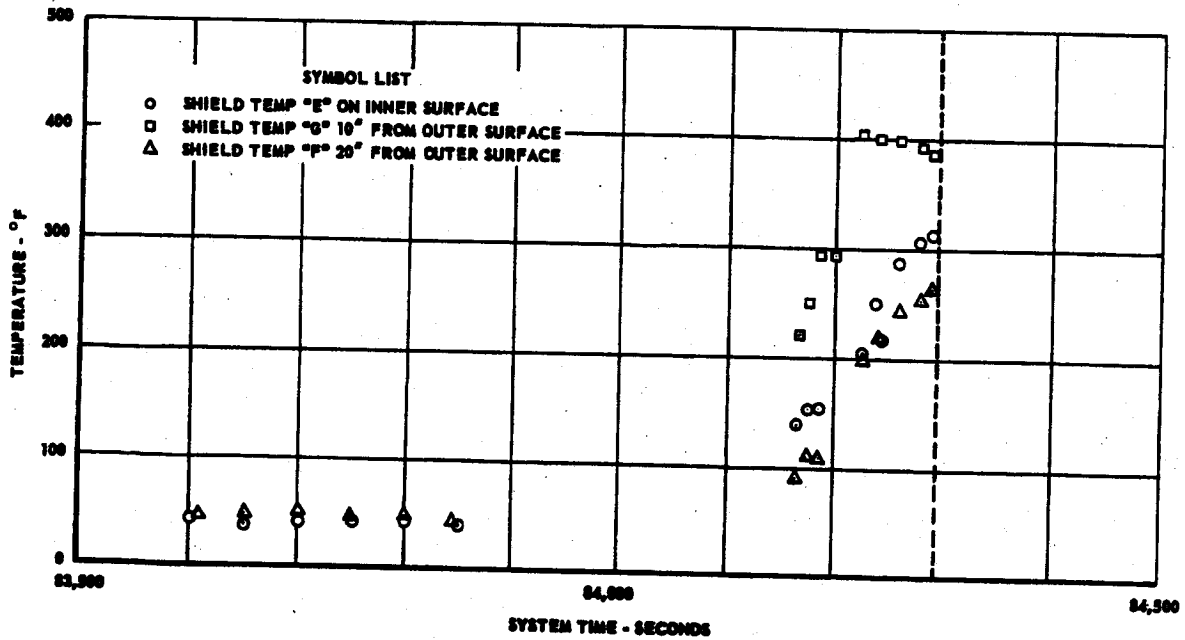 500
SYMBOL LIST
○ SHIELD TEMP "E" ON INNER SURFACE
□ SHIELD TEMP "G" 10" FROM OUTER SURFACE
△ SHIELD TEMP "F" 20" FROM OUTER SURFACE
400
300
200
100
0
TEMPERATURE - °F
83,500
84,000
84,500
SYSTEM TIME - SECONDS